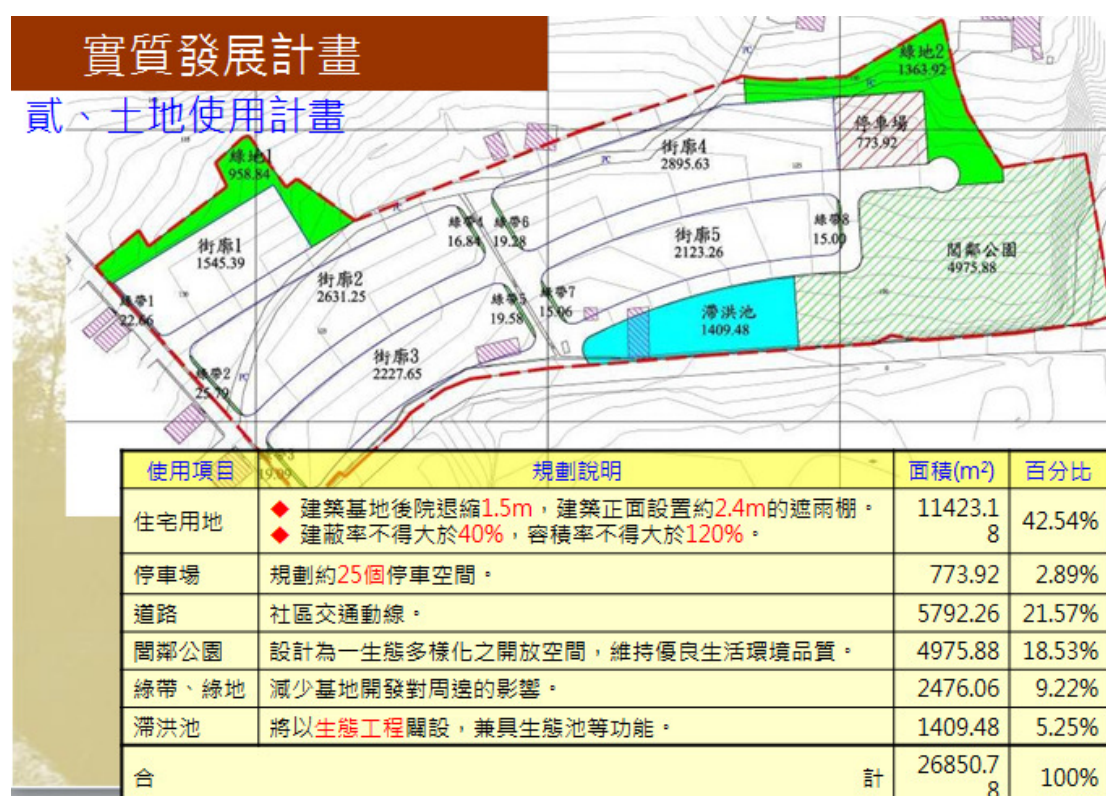 實質發展計畫
貳、土地使用計畫
綠地2
1363.92
停車場
773.92
街廓4
2895.63
綠地1
958.84
街廓1
1545.39
綠帶4
16.84
綠帶6
19.28
街廓5
2123.26
綠帶8
15.00
閭鄰公園
4975.88
街廓2
2631.25
綠帶1
22.66
綠帶5
19.58
綠帶7
15.06
滯洪池
1409.48
街廓3
2227.65
綠帶2
25.79
綠帶3
19.09
使用項目 規劃說明 面積(m²) 百分比
住宅用地 ◆ 建築基地後院退縮1.5m，建築正面設置約2.4m的遮雨棚。 11423.1
◆ 建蔽率不得大於40%，容積率不得大於120%。 8 42.54%
停車場 規劃約25個停車空間。 773.92 2.89%
道路 社區交通動線。 5792.26 21.57%
閭鄰公園 設計為一生態多樣化之開放空間，維持優良生活環境品質。 4975.88 18.53%
綠帶、綠地 減少基地開發對周邊的影響。 2476.06 9.22%
滯洪池 將以生態工程闢設，兼具生態池等功能。 1409.48 5.25%
合 計 26850.7
8 100%